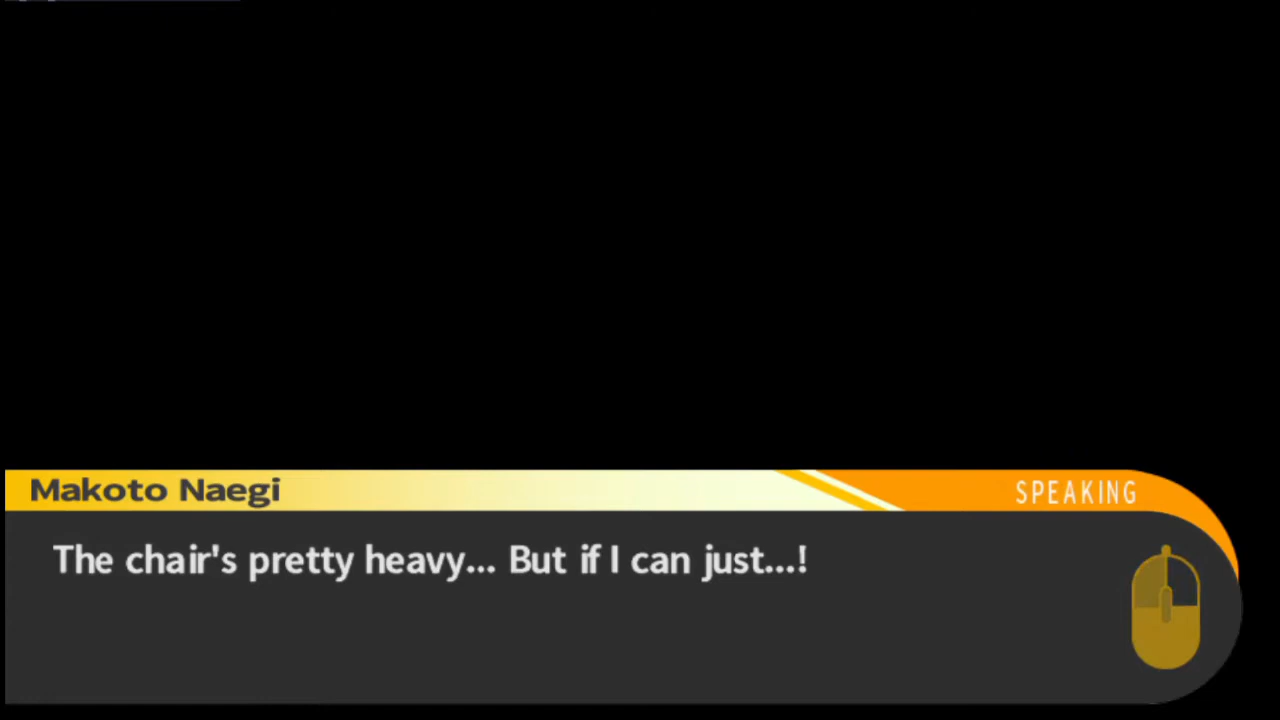 Makoto Naegi
SPEAKING
The chair's pretty heavy... But if I can just...!